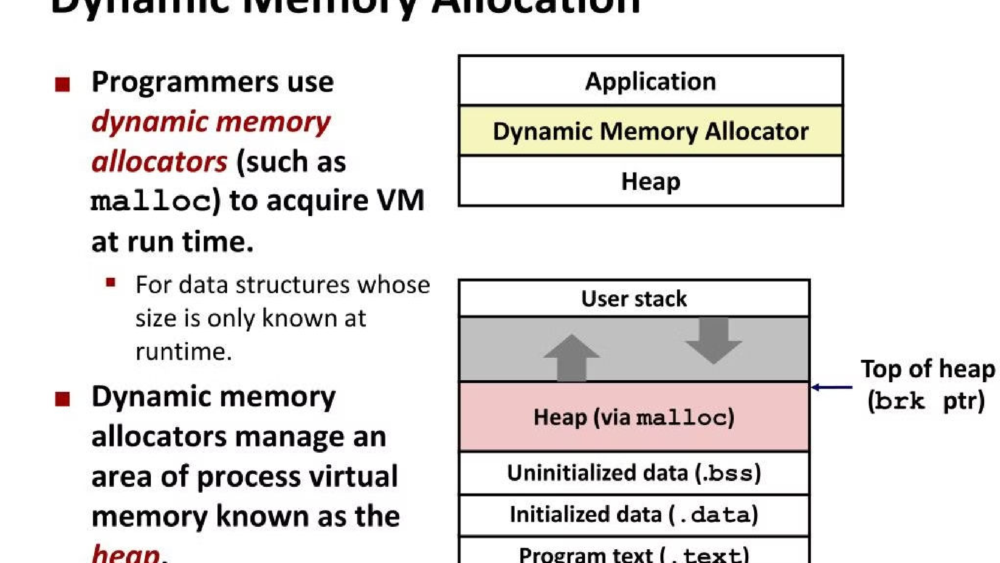 Dynamic Memory Allocation
Programmers use
dynamic memory
allocators (such as
malloc) to acquire VM
at run time.
For data structures whose
size is only known at
runtime.
Dynamic memory
allocators manage an
area of process virtual
memory known as the
heap.
Application
Dynamic Memory Allocator
Heap
User stack
Top of heap
(brk ptr)
Heap (via malloc)
Uninitialized data (.bss)
Initialized data (.data)
Program text (.text)